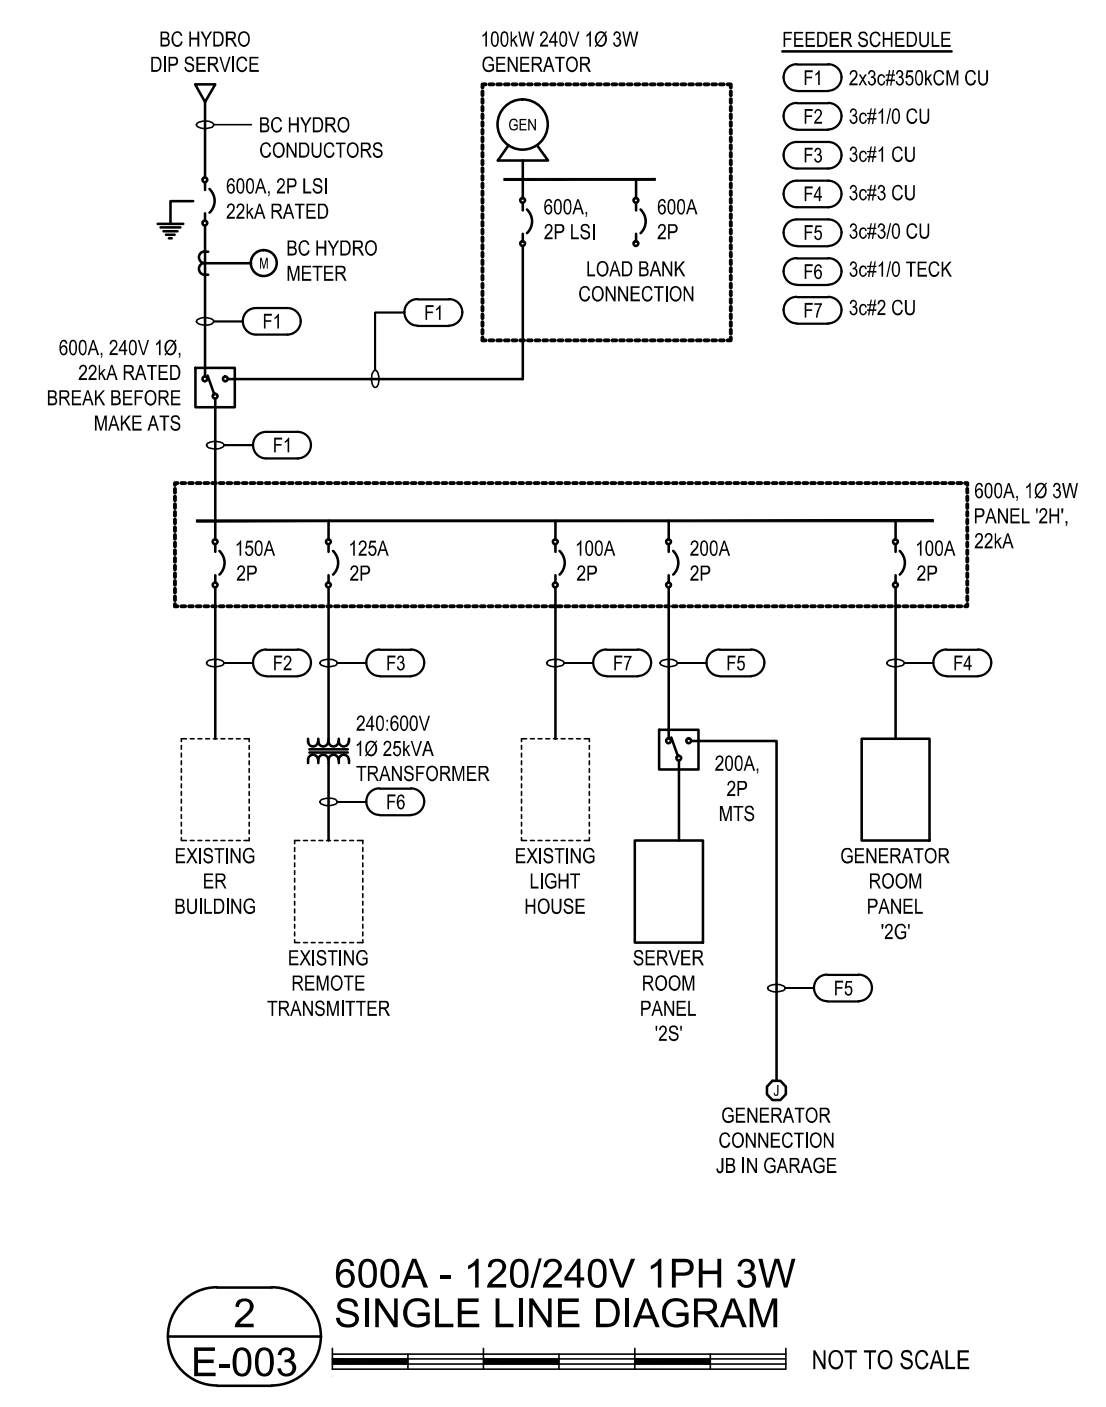 BC HYDRO
DIP SERVICE
BC HYDRO
CONDUCTORS
600A, 2P LSI
22kA RATED
M
BC HYDRO
METER
F1
600A, 240V 1Ø,
22kA RATED
BREAK BEFORE
MAKE ATS
F1
F1
100kW 240V 1Ø 3W
GENERATOR
GEN
600A,
2P LSI
600A
2P
LOAD BANK
CONNECTION
FEEDER SCHEDULE
F1 2x3c#350kCM CU
F2 3c#1/0 CU
F3 3c#1 CU
F4 3c#3 CU
F5 3c#3/0 CU
F6 3c#1/0 TECK
F7 3c#2 CU
600A, 1Ø 3W
PANEL '2H',
22kA
150A
2P
125A
2P
100A
2P
200A
2P
100A
2P
F2
F3
F7
F5
F4
240:600V
1Ø 25kVA
TRANSFORMER
F6
200A,
2P
MTS
EXISTING
ER
BUILDING
EXISTING
REMOTE
TRANSMITTER
EXISTING
LIGHT
HOUSE
SERVER
ROOM
PANEL
'2S'
GENERATOR
ROOM
PANEL
'2G'
F5
J
GENERATOR
CONNECTION
JB IN GARAGE
2
E-003
600A - 120/240V 1PH 3W
SINGLE LINE DIAGRAM
NOT TO SCALE